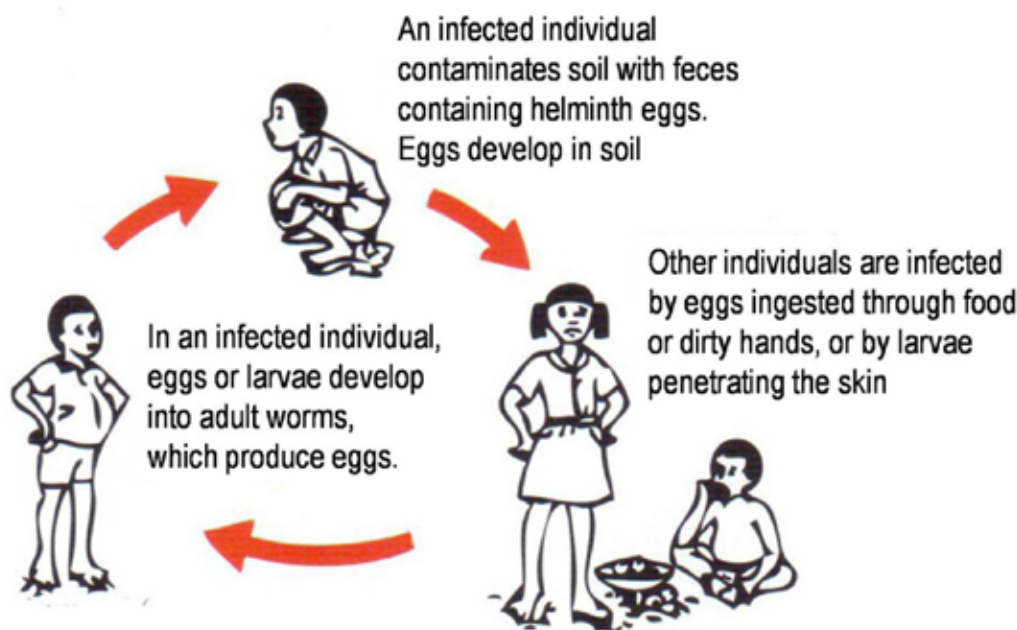 An infected individual
contaminates soil with feces
containing helminth eggs.
Eggs develop in soil
Other individuals are infected
by eggs ingested through food
or dirty hands, or by larvae
penetrating the skin
In an infected individual,
eggs or larvae develop
into adult worms,
which produce eggs.